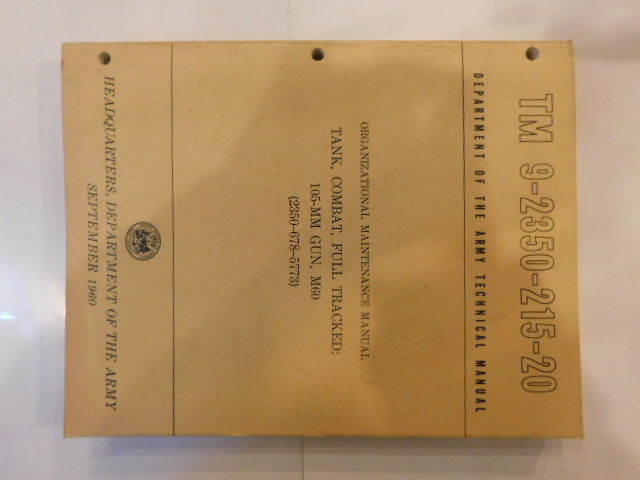 TM 9-2350-215-20
DEPARTMENT OF THE ARMY TECHNICAL MANUAL
ORGANIZATIONAL MAINTENANCE MANUAL
TANK, COMBAT, FULL TRACKED:
105-MM GUN, M60
(2350-678-5773)
HEADQUARTERS, DEPARTMENT OF THE ARMY
SEPTEMBER 1960